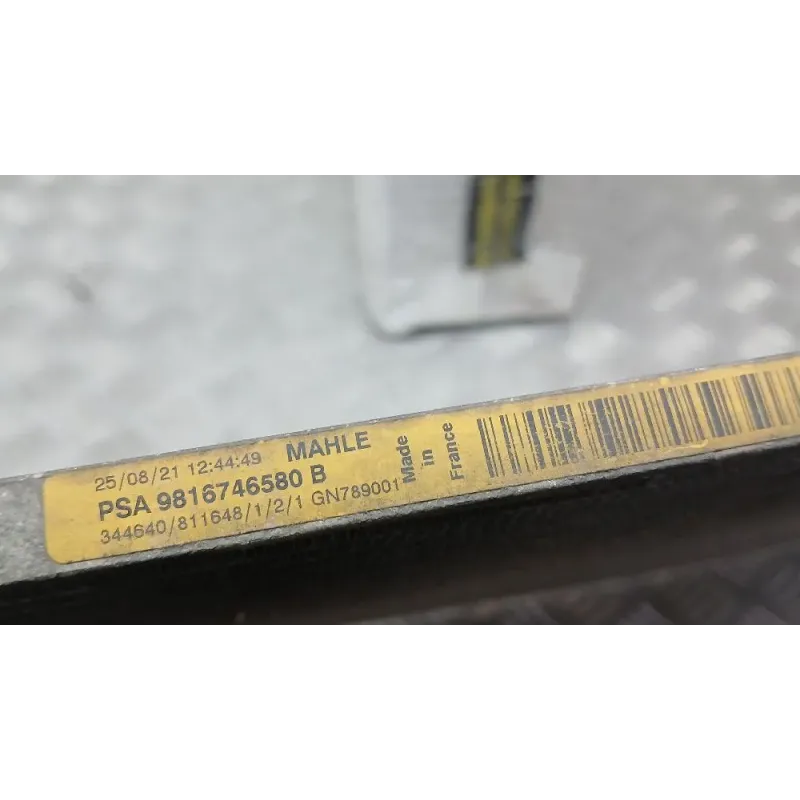 25/08/21 12:44:49 MAHLE
PSA 9816746580 B
344640/811648/1/2/1 GN789001
Made
in
France